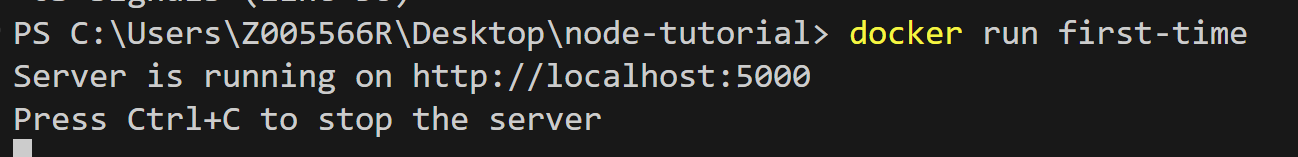 PS C:\Users\Z005566R\Desktop\node-tutorial> docker run first-time
Server is running on http://localhost:5000
Press Ctrl+C to stop the server